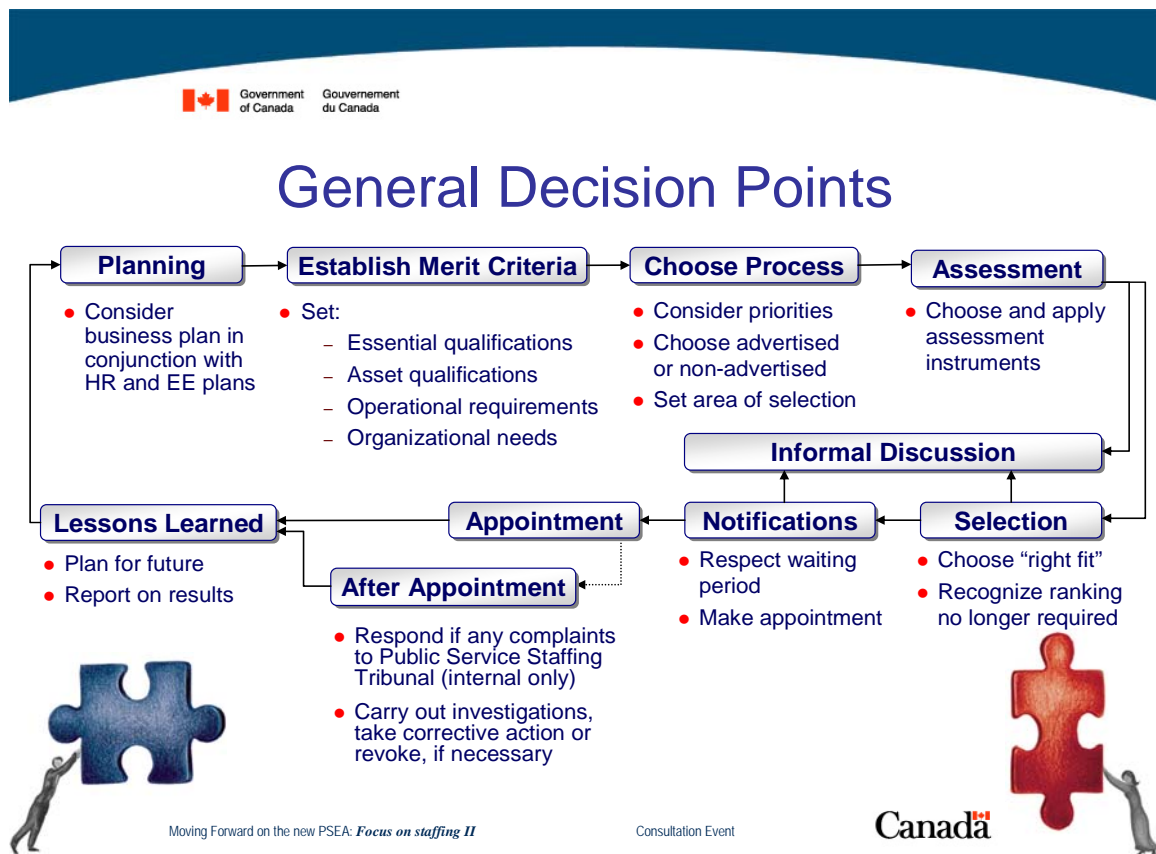 Government Gouvernement
of Canada du Canada
General Decision Points
Planning
• Consider
business plan in
conjunction with
HR and EE plans
Establish Merit Criteria
• Set:
– Essential qualifications
– Asset qualifications
– Operational requirements
– Organizational needs
Choose Process
• Consider priorities
• Choose advertised
or non-advertised
• Set area of selection
Assessment
• Choose and apply
assessment
instruments
Informal Discussion
Selection
• Choose “right fit”
• Recognize ranking
no longer required
Notifications
• Respect waiting
period
• Make appointment
Appointment
After Appointment
• Respond if any complaints
to Public Service Staffing
Tribunal (internal only)
• Carry out investigations,
take corrective action or
revoke, if necessary
Lessons Learned
• Plan for future
• Report on results
Moving Forward on the new PSEA: Focus on staffing II
Consultation Event
Canada